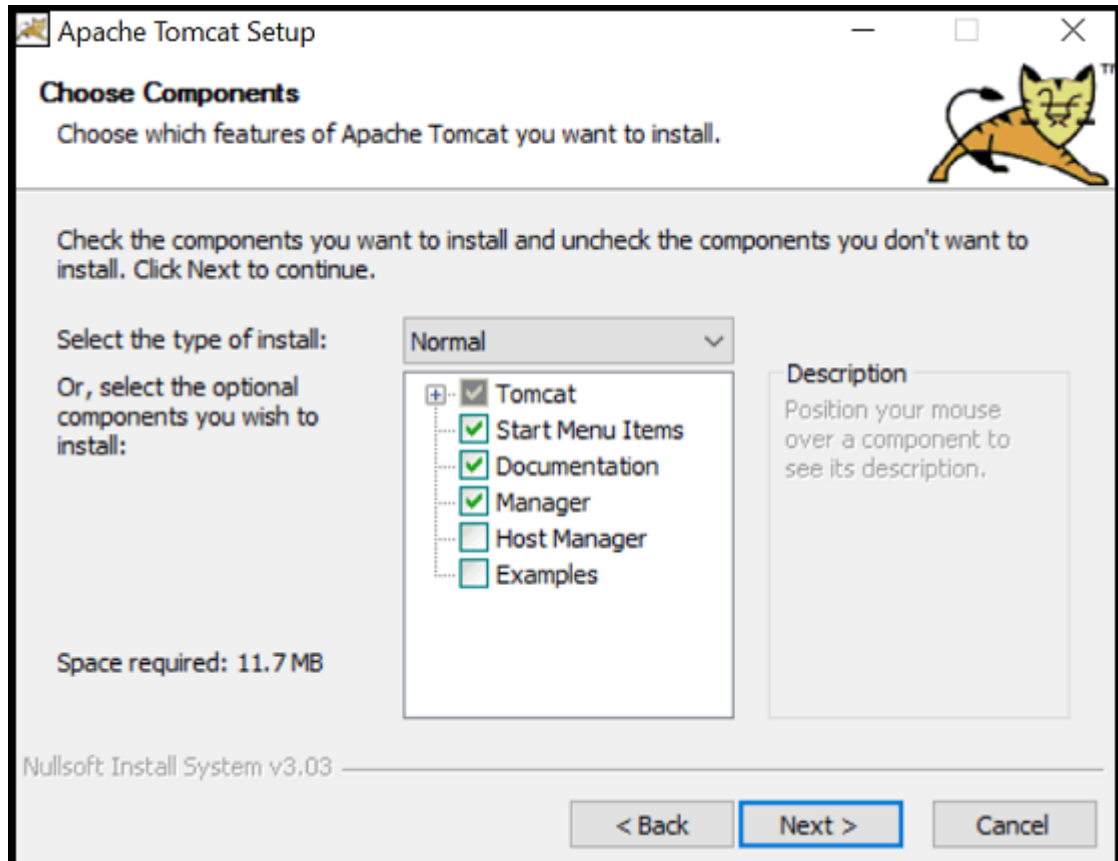 Apache Tomcat Setup
Choose Components
Choose which features of Apache Tomcat you want to install.
TM
Check the components you want to install and uncheck the components you don't want to
install. Click Next to continue.
Select the type of install:
Normal
Or, select the optional
components you wish to
install:
Tomcat
Start Menu Items
Documentation
Manager
Host Manager
Examples
Description
Position your mouse
over a component to
see its description.
Space required: 11.7 MB
Nullsoft Install System v3.03
< Back
Next >
Cancel